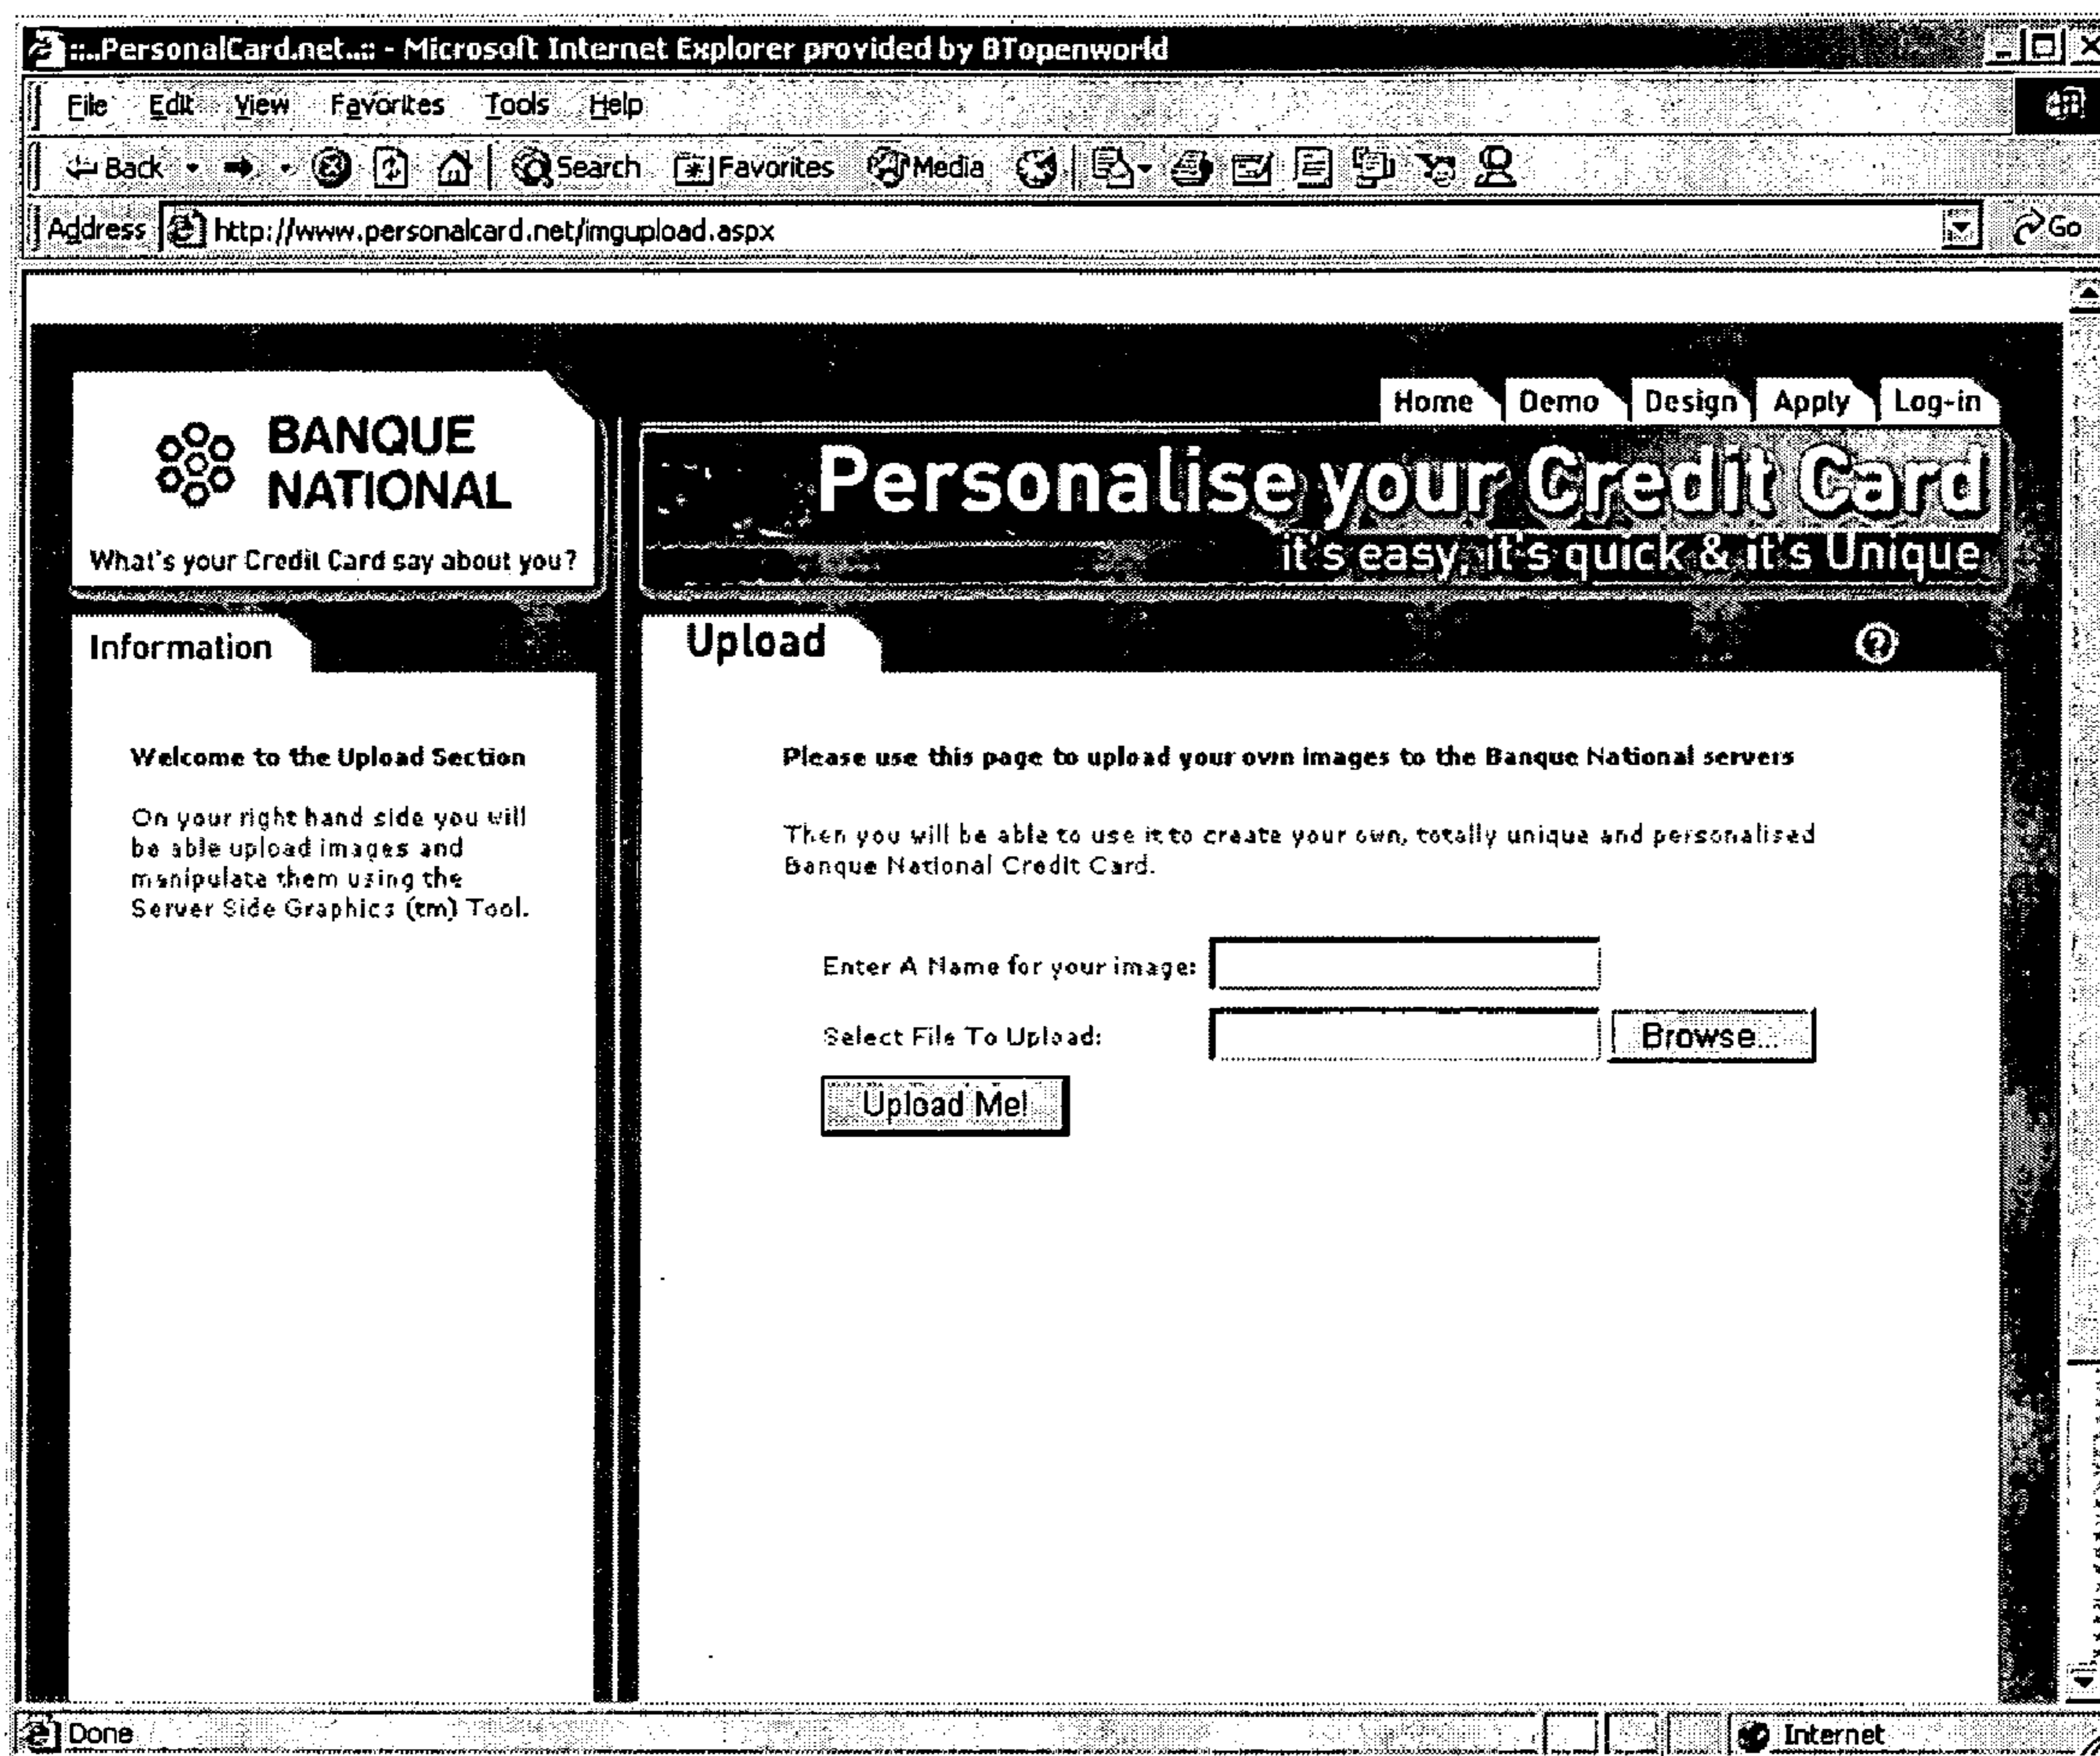 ::..PersonalCard.net..:: - Microsoft Internet Explorer provided by BTopenworld
File Edit View Favorites Tools Help
Back Search Favorites Media
Address http://www.personalcard.net/imgupload.aspx Go
Home Demo Design Apply Log-in
BANQUE
NATIONAL
What's your Credit Card say about you?
Personalise your Credit Card
it's easy, it's quick & it's Unique
Information
Welcome to the Upload Section
On your right hand side you will
be able upload images and
manipulate them using the
Server Side Graphics (tm) Tool.
Upload
?
Please use this page to upload your own images to the Banque National servers
Then you will be able to use it to create your own, totally unique and personalised
Banque National Credit Card.
Enter A Name for your image:
Select File To Upload: Browse...
Upload Me!
Done Internet